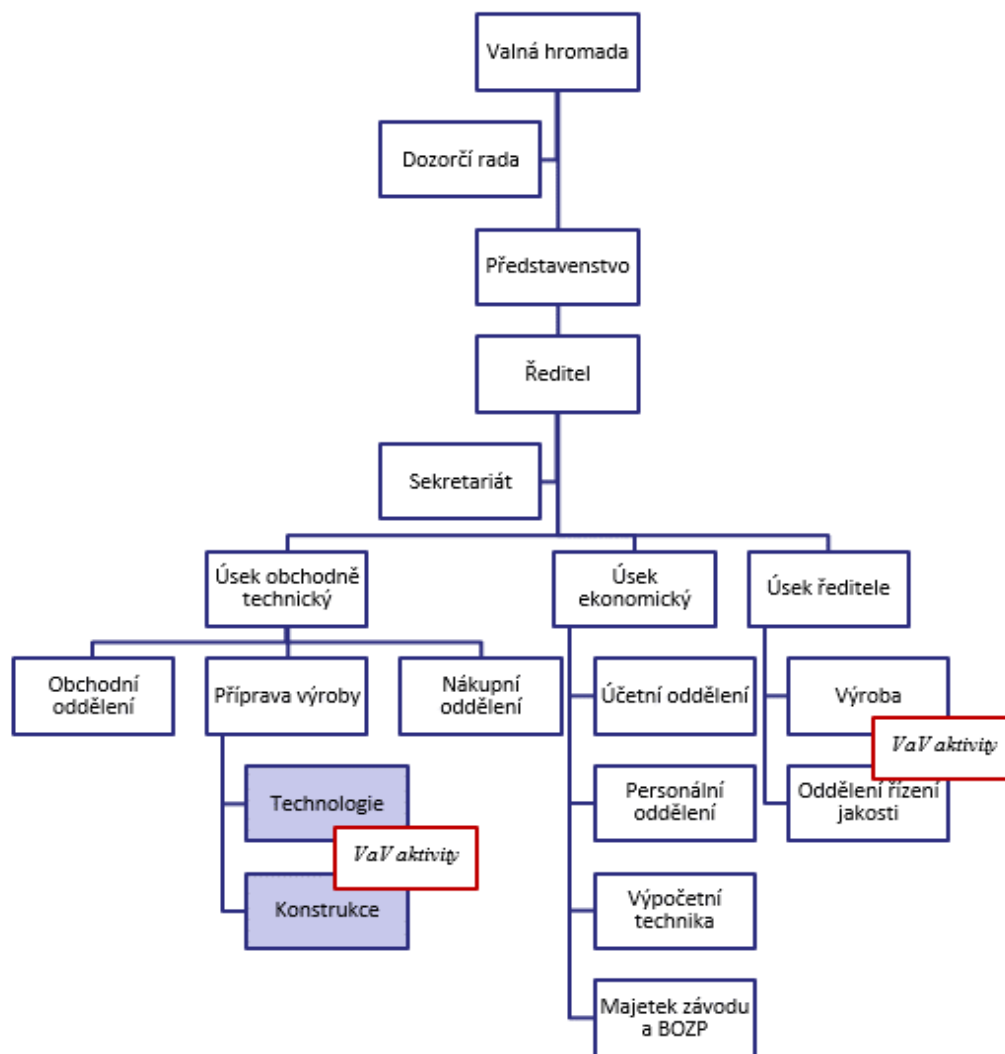 Valná hromada
Dozorčí rada
Představenstvo
Ředitel
Sekretariát
Úsek obchodně
technický
Úsek
ekonomický
Úsek ředitele
Obchodní
oddělení
Příprava výroby
Nákupní
oddělení
Účetní oddělení
Výroba
VaV aktivity
Technologie
Personální
oddělení
Oddělení řízení
jakosti
VaV aktivity
Konstrukce
Výpočetní
technika
Majetek závodu
a BOZP